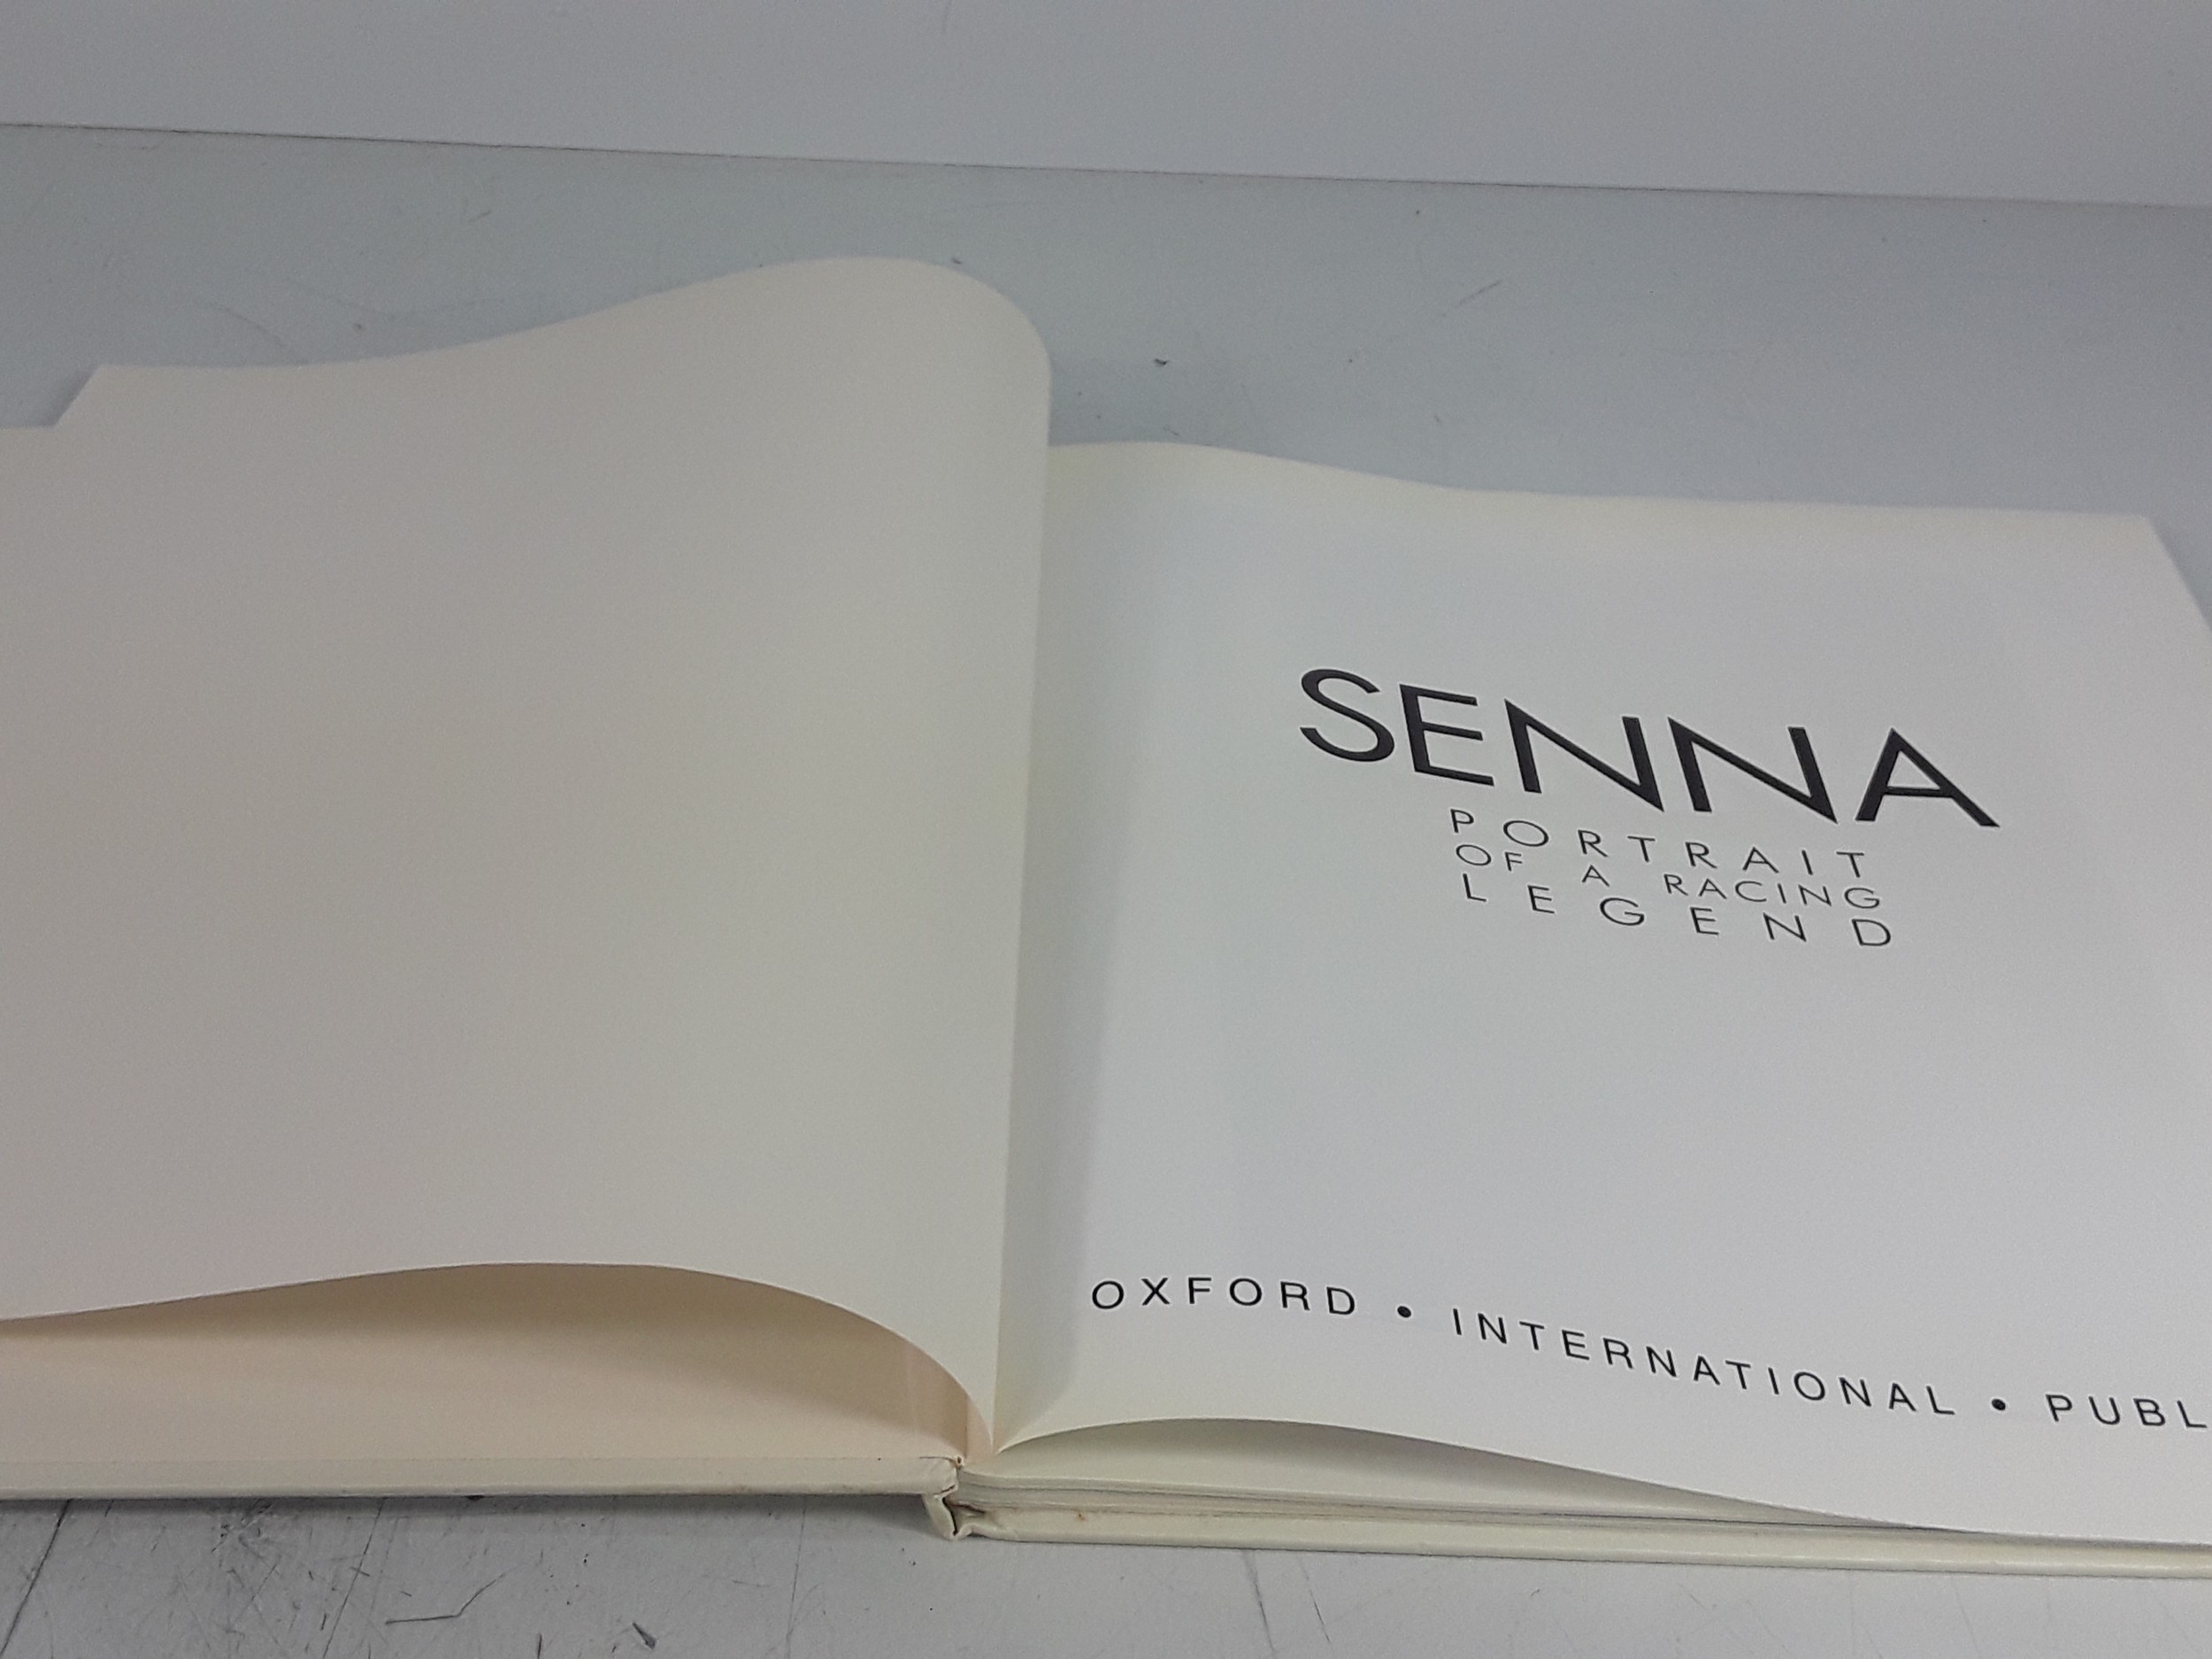 SENNA
PORTRAIT
OF A RACING
LEGEND
OXFORD • INTERNATIONAL • PUBL